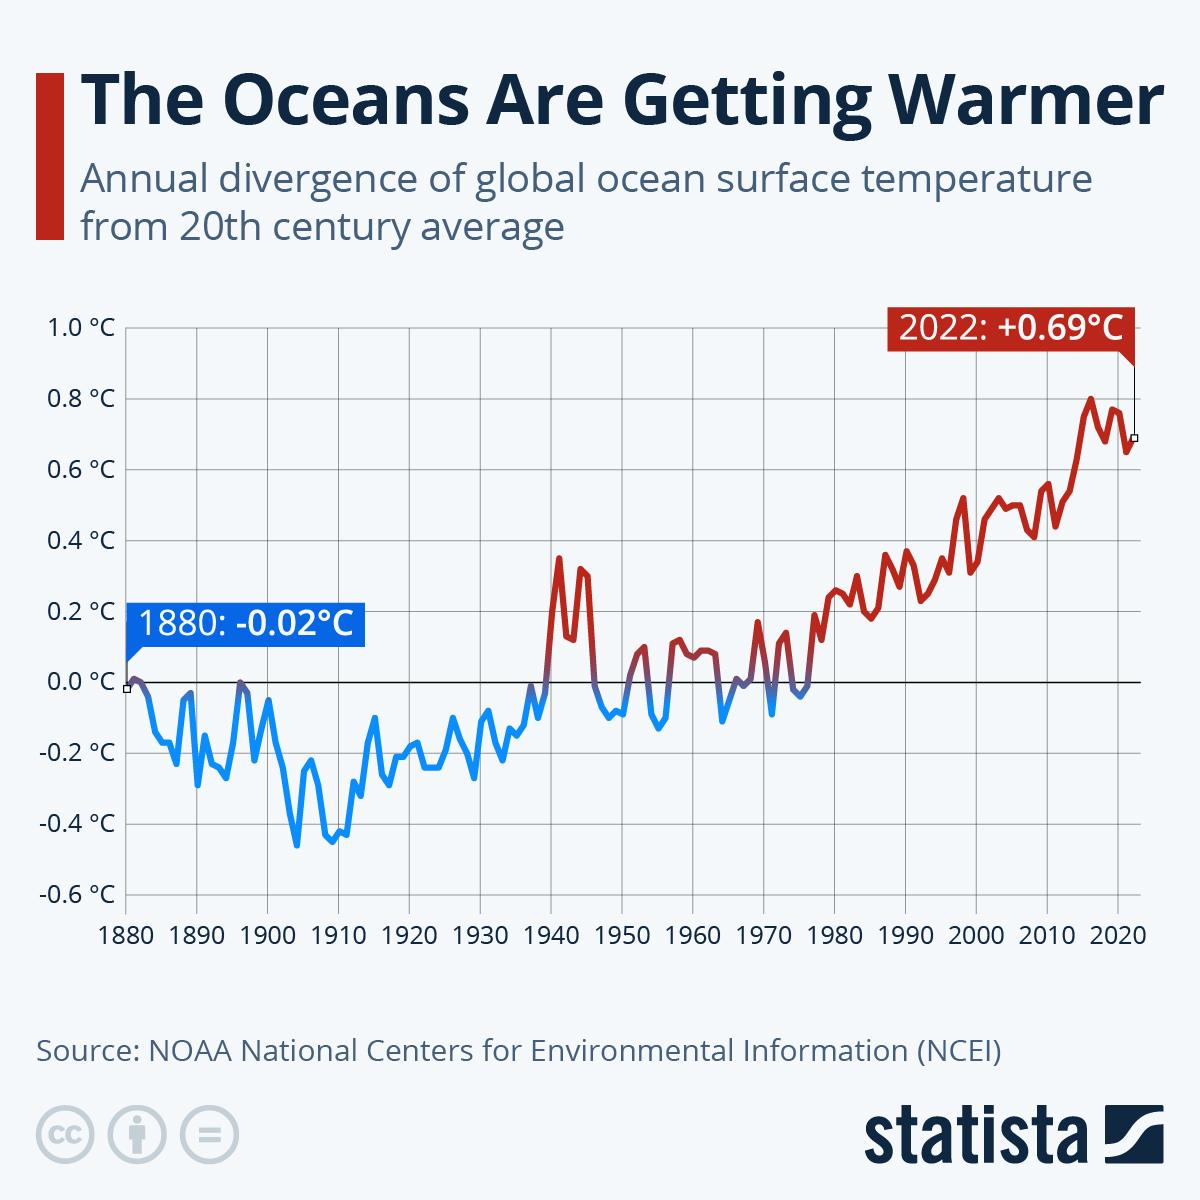 The Oceans Are Getting Warmer
Annual divergence of global ocean surface temperature
from 20th century average
1.0 °C
2022: +0.69°C
0.8 °C
0.6 °C
0.4 °C
0.2 °C
1880: -0.02°C
0.0 °C
-0.2 °C
-0.4 °C
-0.6 °C
1880 1890 1900 1910 1920 1930 1940 1950 1960 1970 1980 1990 2000 2010 2020
Source: NOAA National Centers for Environmental Information (NCEI)
cc
statista